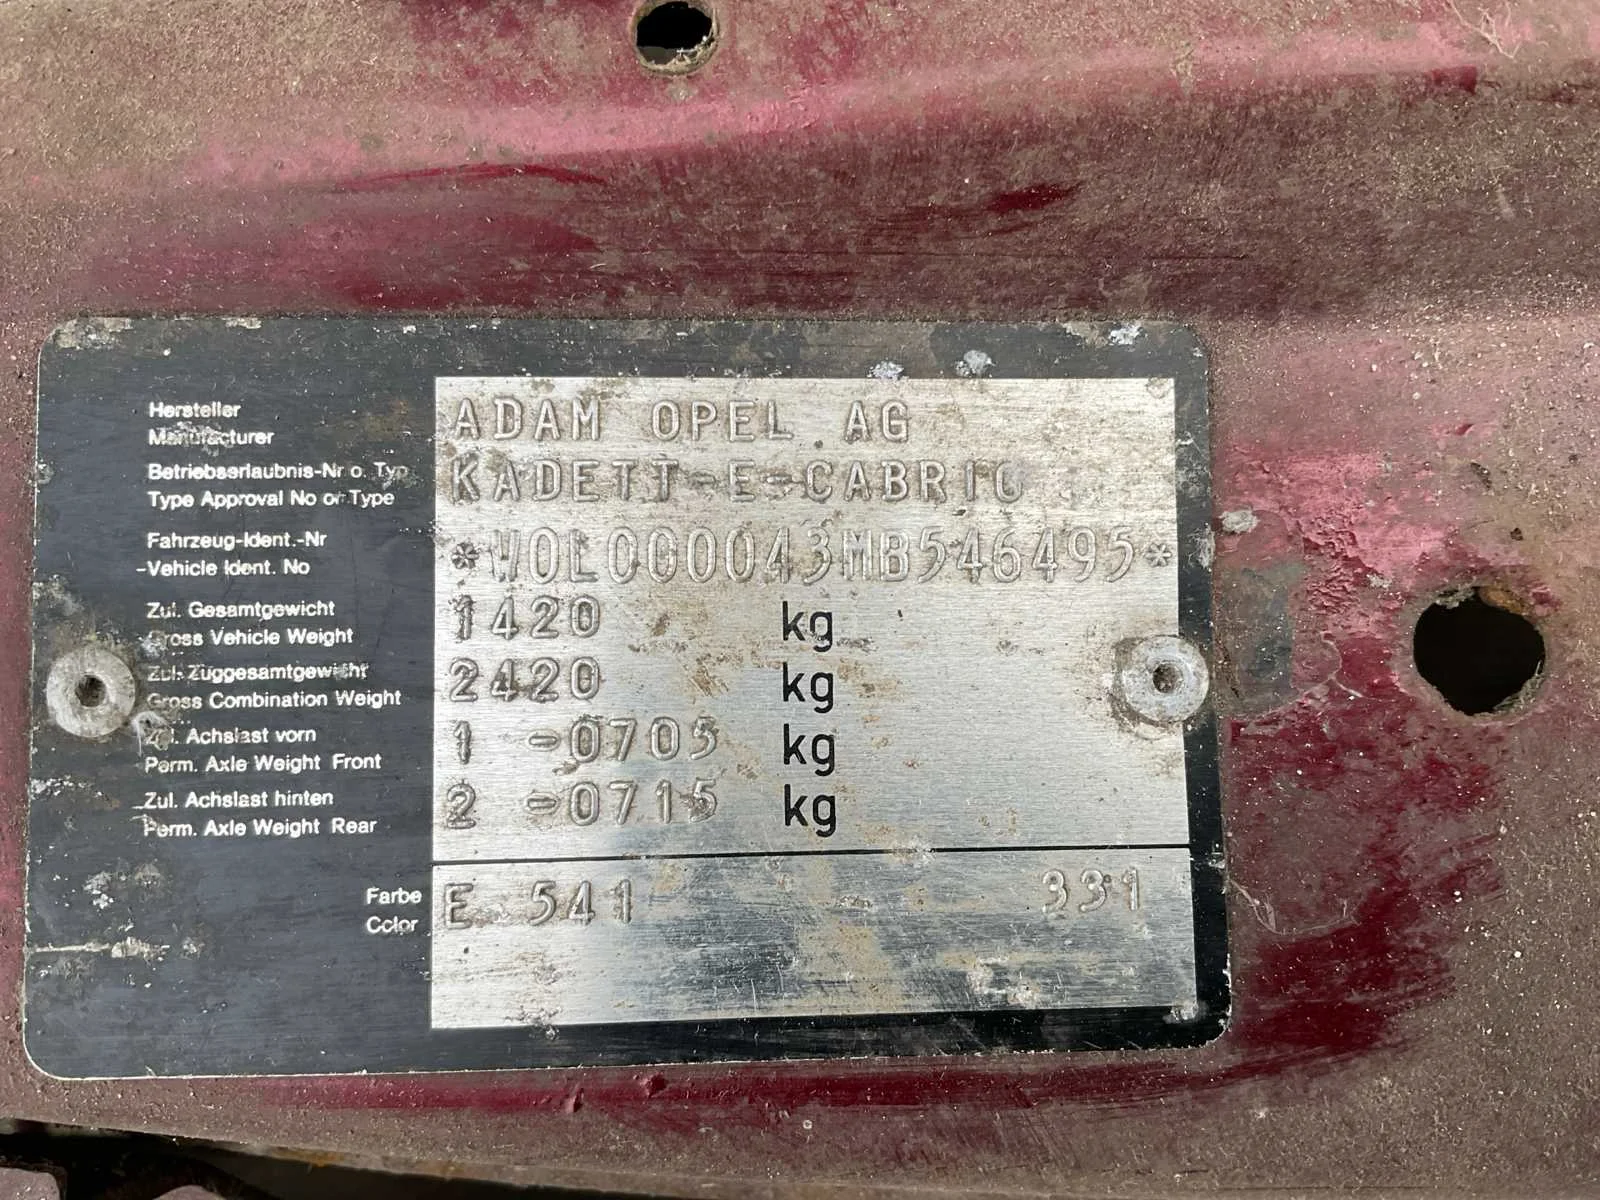 Hersteller
Manufacturer
ADAM OPEL AG
Betriebserlaubnis-Nr o. Typ
Type Approval No or Type
KADETT-E-CABRIO
Fahrzeug-Ident.-Nr
Vehicle Ident. No
*W0L000043MB546495*
Zul. Gesamtgewicht
Gross Vehicle Weight
1420 kg
Zul. Zuggesamtgewicht
Gross Combination Weight
2420 kg
Zul. Achslast vorn
Perm. Axle Weight Front
1 -0705 kg
Zul. Achslast hinten
Perm. Axle Weight Rear
2 -0715 kg
Farbe
Color
E 541 331